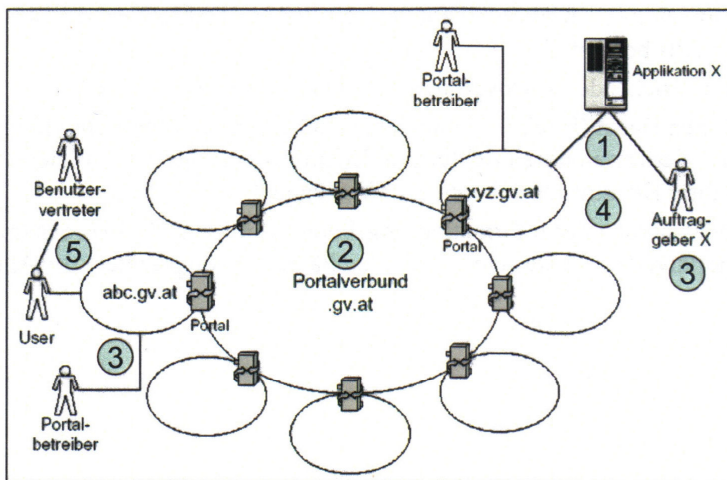 Portal-
betreiber
Applikation X
1
Benutzer-
vertreter
xyz.gv.at
4
Auftrag-
geber X
Portal
3
5
2
Portalverbund
.gv.at
abc.gv.at
User
Portal
3
Portal-
betreiber